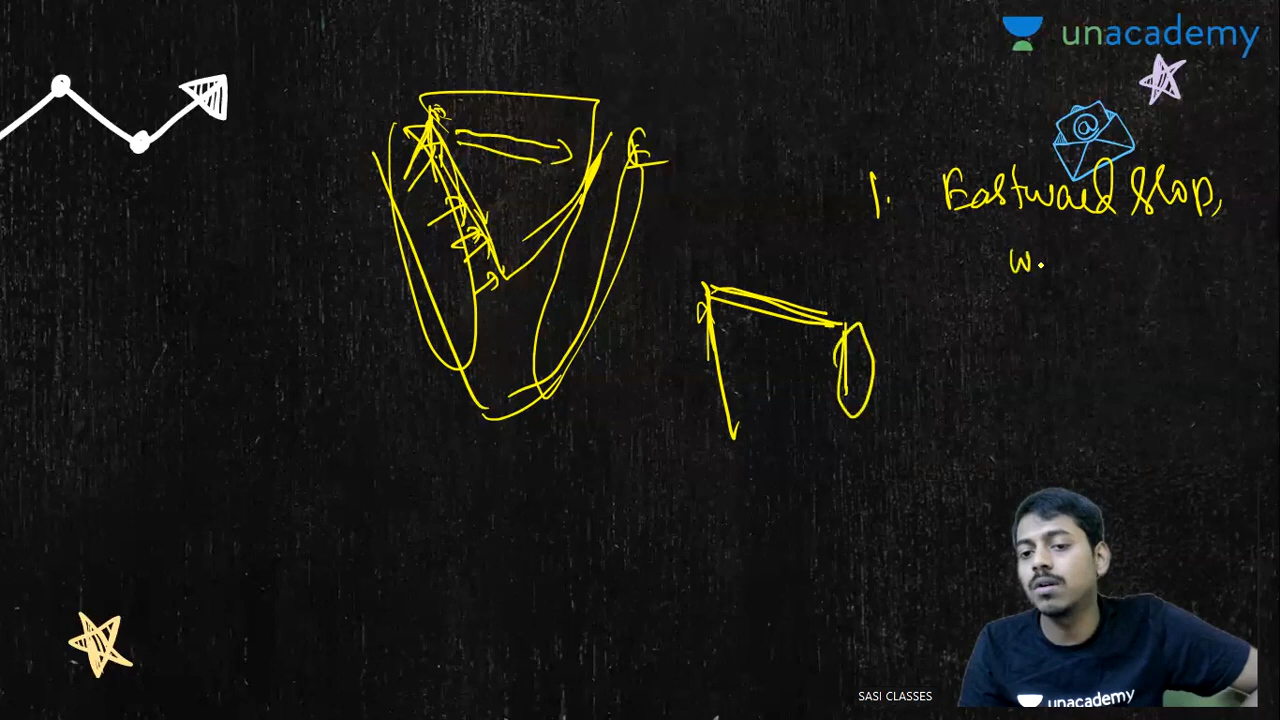 unacademy
@
E
1. Eastward Slop,
w.
unacademy
SASI CLASSES